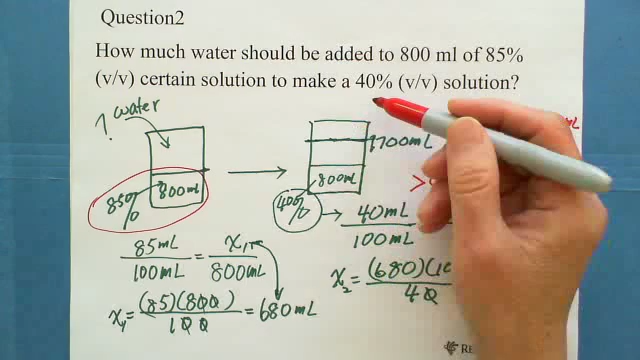 Question2
How much water should be added to 800 ml of 85%
(v/v) certain solution to make a 40% (v/v) solution?
? water
85% 800mL
1700mL
40% 800mL
85mL / 100mL = x1 / 800mL
x1 = (85)(800) / 100 = 680mL
40mL / 100mL
x2 = (680)(10 / 40